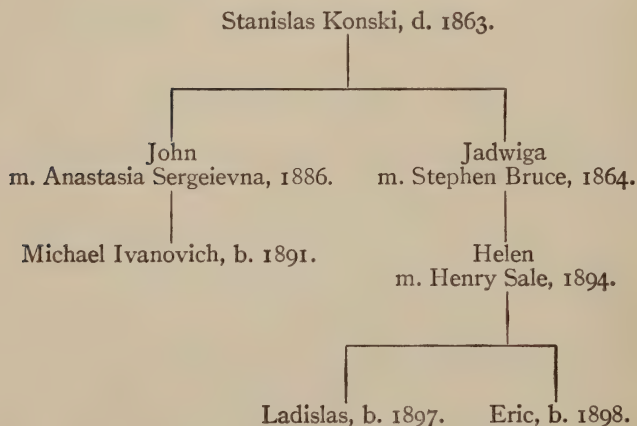 Stanislas Konski, d. 1863.
John
m. Anastasia Sergeievna, 1886.
Jadwiga
m. Stephen Bruce, 1864.
Michael Ivanovich, b. 1891.
Helen
m. Henry Sale, 1894.
Ladislas, b. 1897.
Eric, b. 1898.